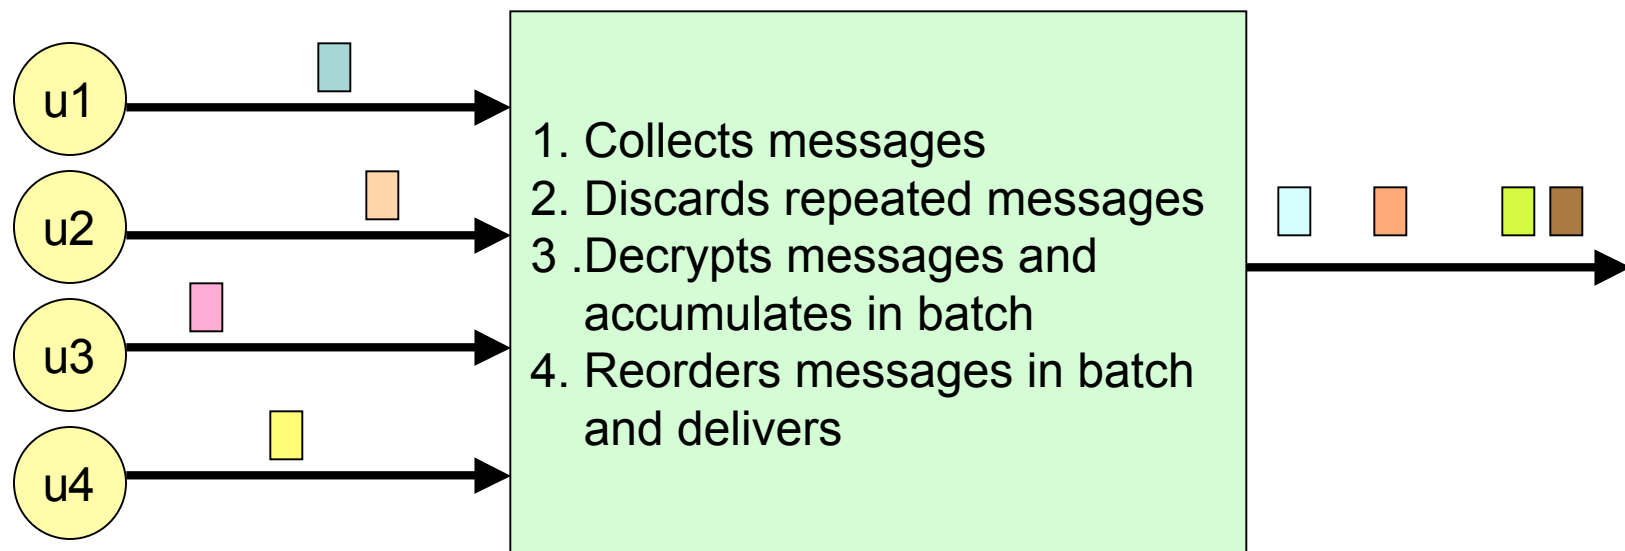 u1
u2
u3
u4
1. Collects messages
2. Discards repeated messages
3 .Decrypts messages and
accumulates in batch
4. Reorders messages in batch
and delivers